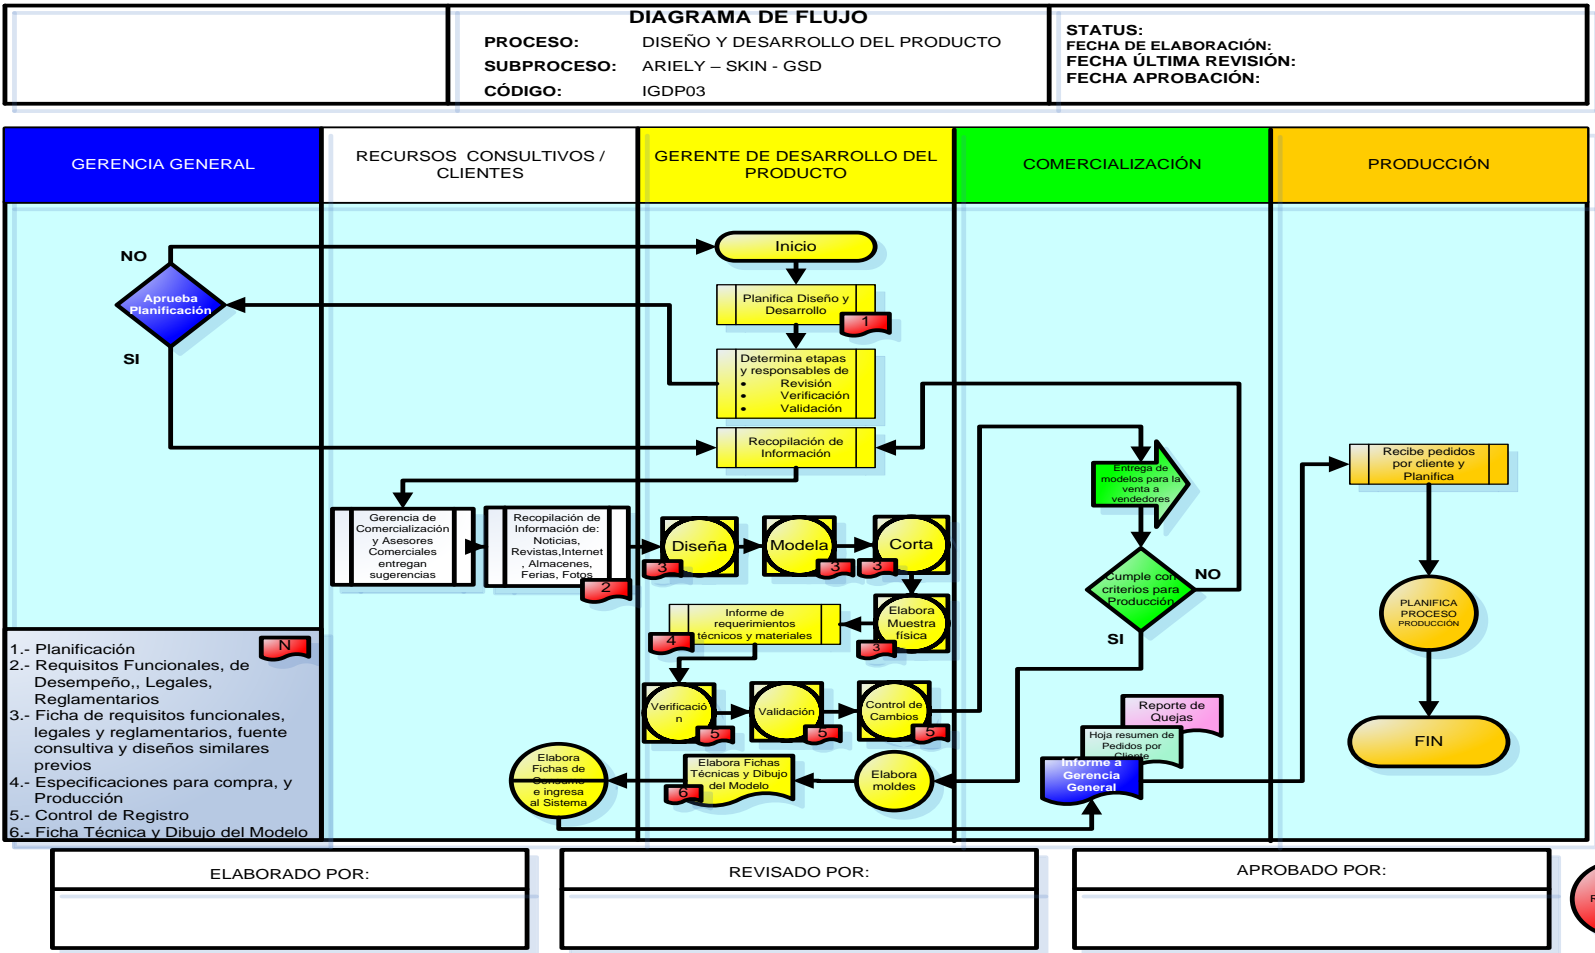 DIAGRAMA DE FLUJO
PROCESO: DISEÑO Y DESARROLLO DEL PRODUCTO
SUBPROCESO: ARIELY – SKIN - GSD
CÓDIGO: IGDP03
STATUS:
FECHA DE ELABORACIÓN:
FECHA ÚLTIMA REVISIÓN:
FECHA APROBACIÓN:
GERENCIA GENERAL
RECURSOS CONSULTIVOS /
CLIENTES
GERENTE DE DESARROLLO DEL
PRODUCTO
COMERCIALIZACIÓN
PRODUCCIÓN
NO
Aprueba
Planificación
SI
Inicio
Planifica Diseño y
Desarrollo
1
Determina etapas
y responsables de
• Revisión
• Verificación
• Validación
Recopilación de
Información
Gerencia de
Comercialización
y Asesores
Comerciales
entregan
sugerencias
Recopilación de
Información de:
Noticias,
Revistas,Internet
, Almacenes,
Ferias, Fotos
2
Diseña
3
Modela
3
Corta
3
Elabora
Muestra
física
3
Informe de
requerimientos
técnicos y materiales
4
Verificació
n
5
Validación
5
Control de
Cambios
5
Entrega de
modelos para la
venta a
vendedores
Cumple con
criterios para
Producción
NO
SI
Reporte de
Quejas
Hoja resumen de
Pedidos por
Cliente
Informe a
Gerencia
General
Elabora
moldes
Elabora Fichas
Técnicas y Dibujo
del Modelo
6
Elabora
Fichas de
Consumo
e ingresa
al Sistema
Recibe pedidos
por cliente y
Planifica
PLANIFICA
PROCESO
PRODUCCIÓN
FIN
N
1.- Planificación
2.- Requisitos Funcionales, de
Desempeño,, Legales,
Reglamentarios
3.- Ficha de requisitos funcionales,
legales y reglamentarios, fuente
consultiva y diseños similares
previos
4.- Especificaciones para compra, y
Producción
5.- Control de Registro
6.- Ficha Técnica y Dibujo del Modelo
ELABORADO POR:
REVISADO POR:
APROBADO POR: